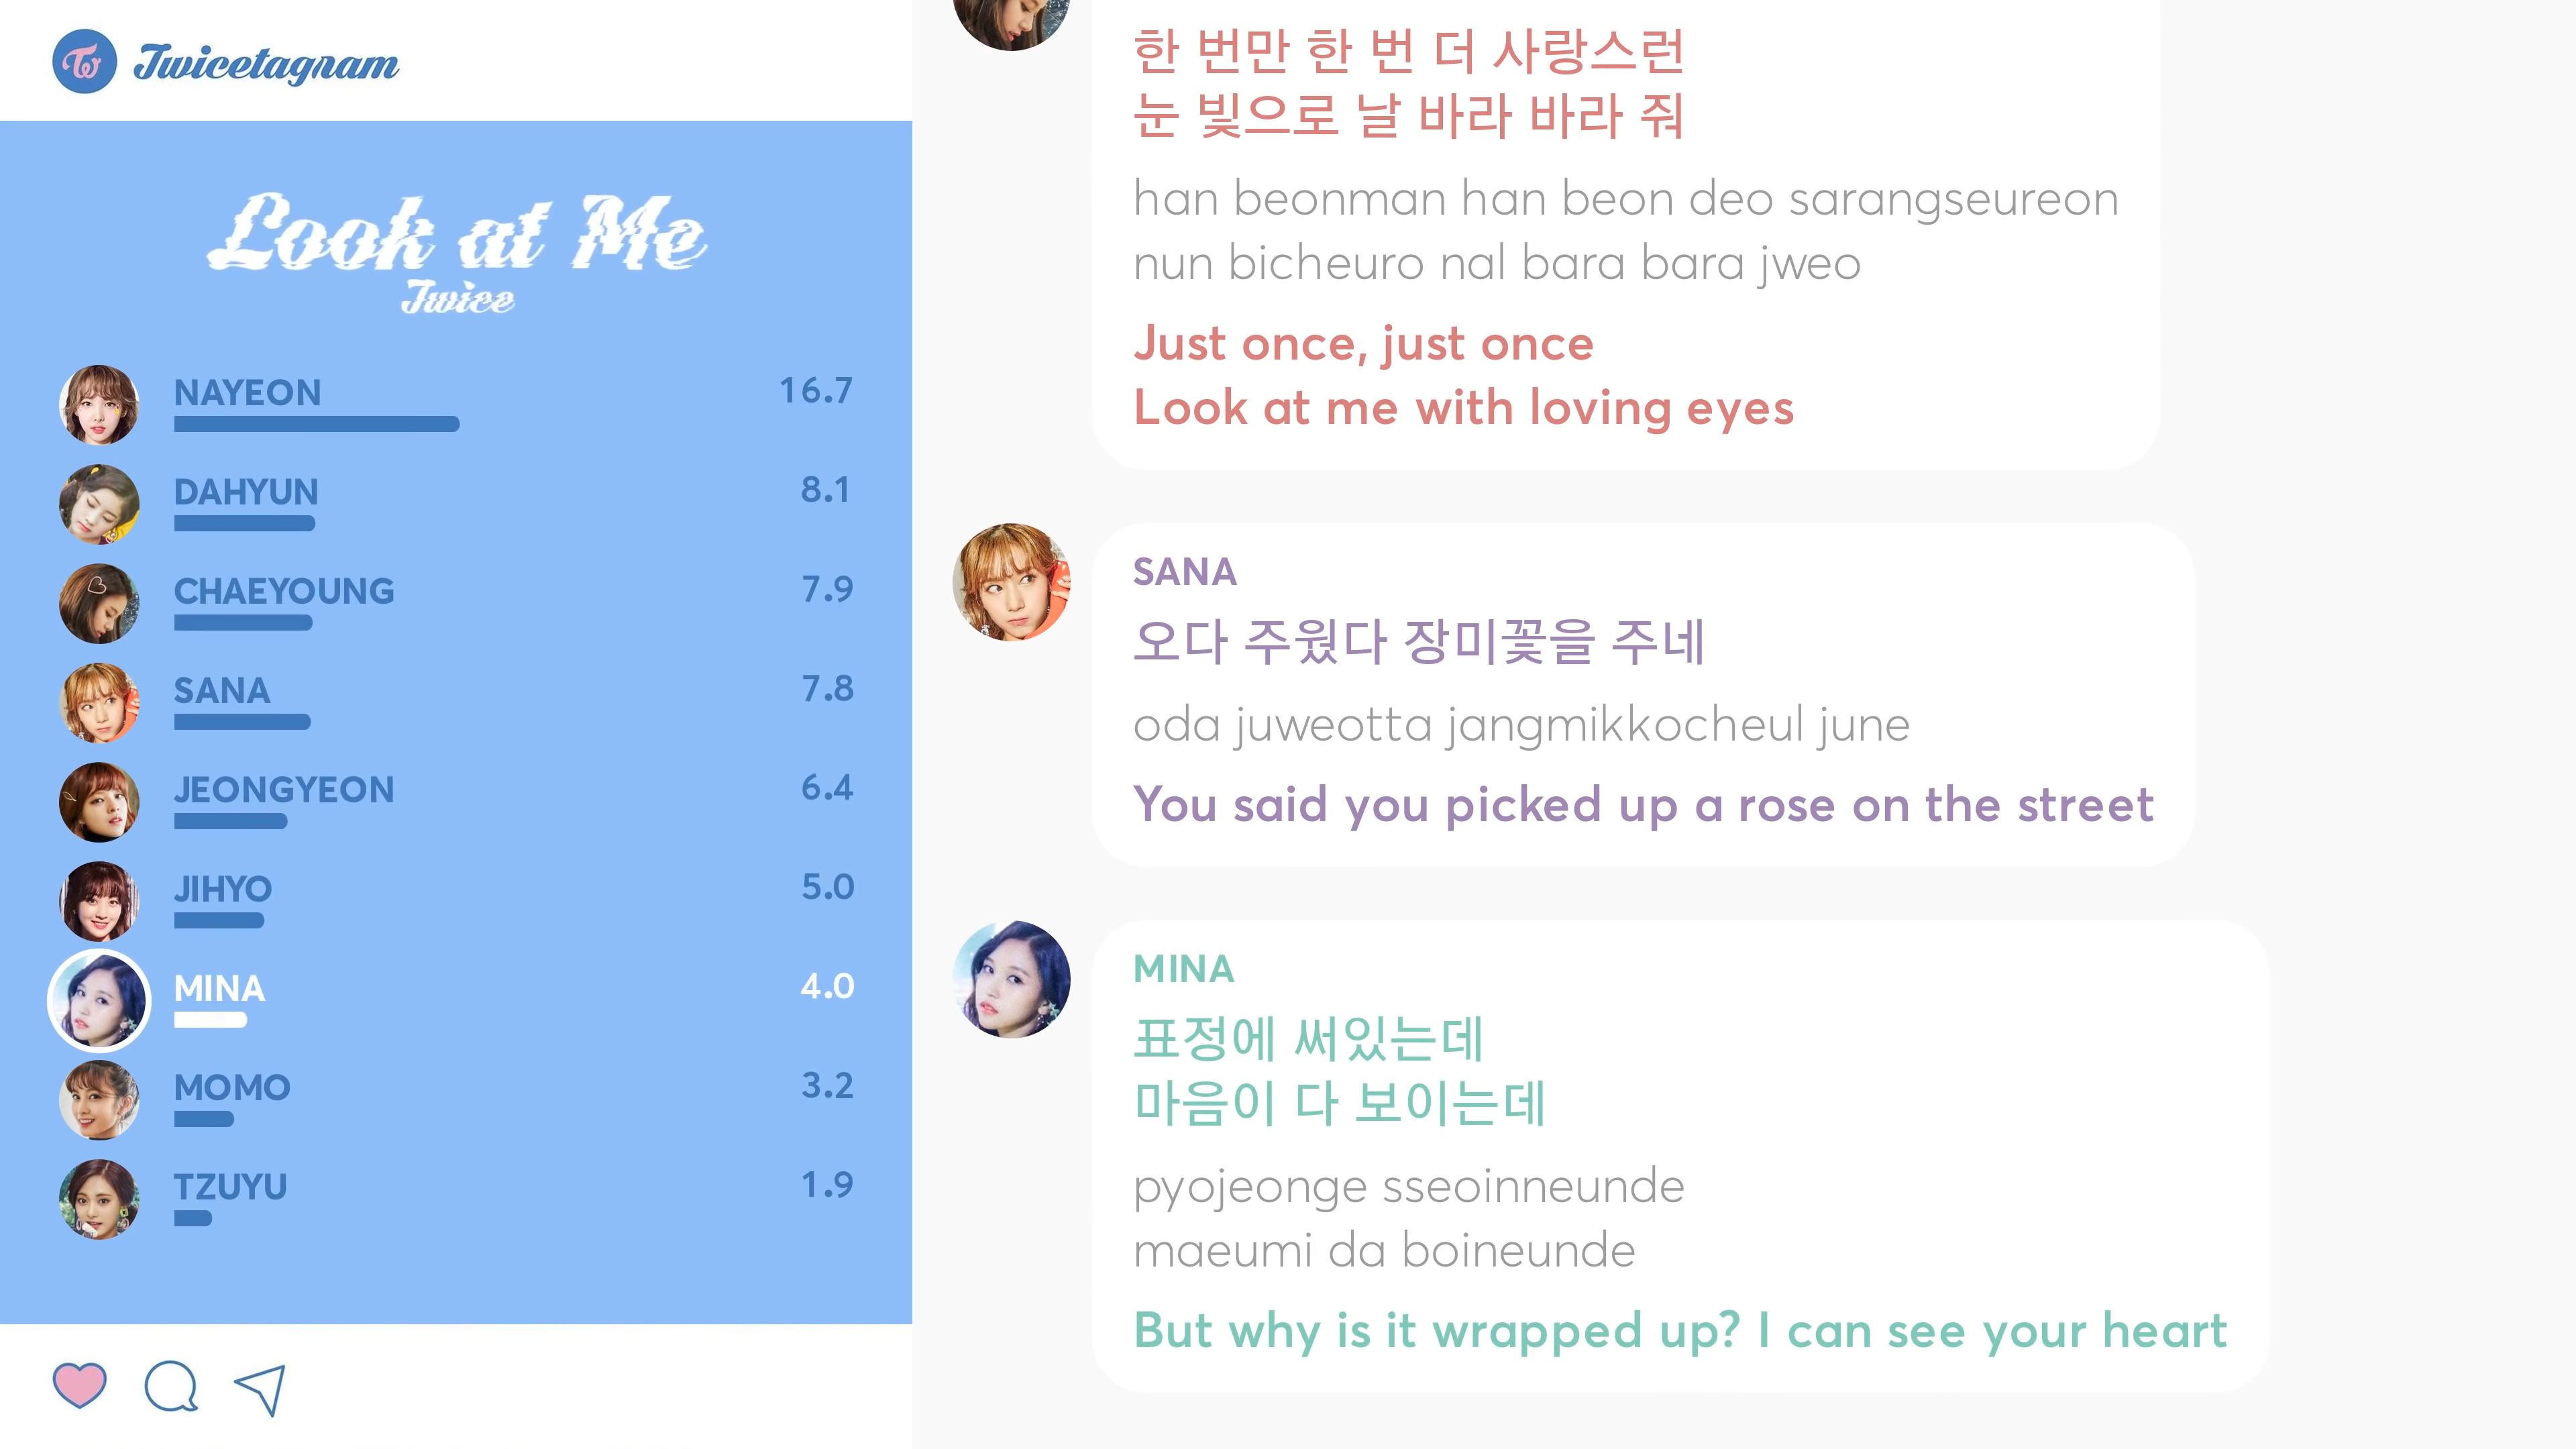 Twicetagram
Look at Me
Twice
NAYEON 16.7
DAHYUN 8.1
CHAEYOUNG 7.9
SANA 7.8
JEONGYEON 6.4
JIHYO 5.0
MINA 4.0
MOMO 3.2
TZUYU 1.9
한 번만 한 번 더 사랑스런
눈 빛으로 날 바라 바라 줘
han beonman han beon deo sarangseureon
nun bicheuro nal bara bara jweo
Just once, just once
Look at me with loving eyes
SANA
오다 주웠다 장미꽃을 주네
oda juweotta jangmikkocheul june
You said you picked up a rose on the street
MINA
표정에 써있는데
마음이 다 보이는데
pyojeonge sseoinneunde
maeumi da boineunde
But why is it wrapped up? I can see your heart